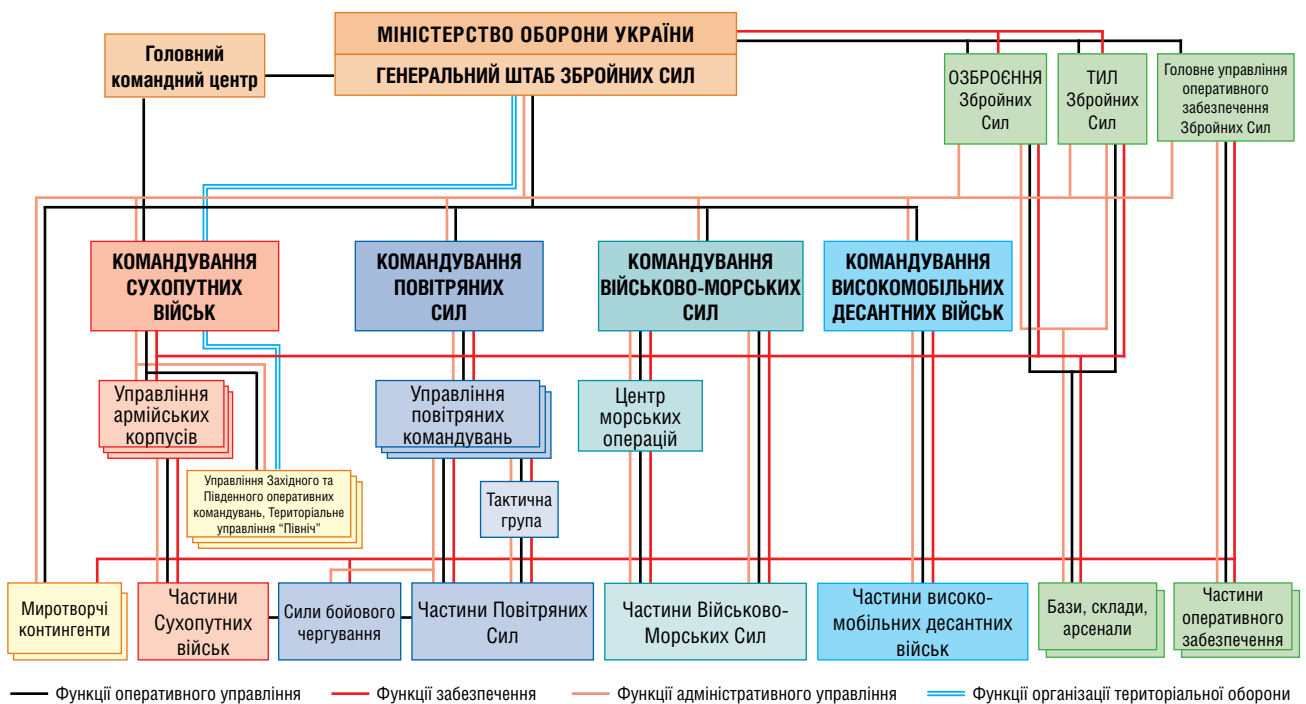 МІНІСТЕРСТВО ОБОРОНИ УКРАЇНИ
ГЕНЕРАЛЬНИЙ ШТАБ ЗБРОЙНИХ СИЛ
Головний
командний центр
ОЗБРОЄННЯ
Збройних
Сил
ТИЛ
Збройних
Сил
Головне управління
оперативного
забезпечення
Збройних Сил
КОМАНДУВАННЯ
СУХОПУТНИХ
ВІЙСЬК
КОМАНДУВАННЯ
ПОВІТРЯНИХ
СИЛ
КОМАНДУВАННЯ
ВІЙСЬКОВО-МОРСЬКИХ
СИЛ
КОМАНДУВАННЯ
ВИСОКОМОБІЛЬНИХ
ДЕСАНТНИХ ВІЙСЬК
Управління
армійських
корпусів
Управління
повітряних
командувань
Центр
морських
операцій
Управління Західного та
Південного оперативних
командувань, Територіальне
управління “Північ”
Тактична
група
Миротворчі
контингенти
Частини
Сухопутних
військ
Сили бойового
чергування
Частини Повітряних
Сил
Частини Військово-
Морських Сил
Частини високо-
мобільних десантних
військ
Бази, склади,
арсенали
Частини
оперативного
забезпечення
Функції оперативного управління
Функції забезпечення
Функції адміністративного управління
Функції організації територіальної оборони